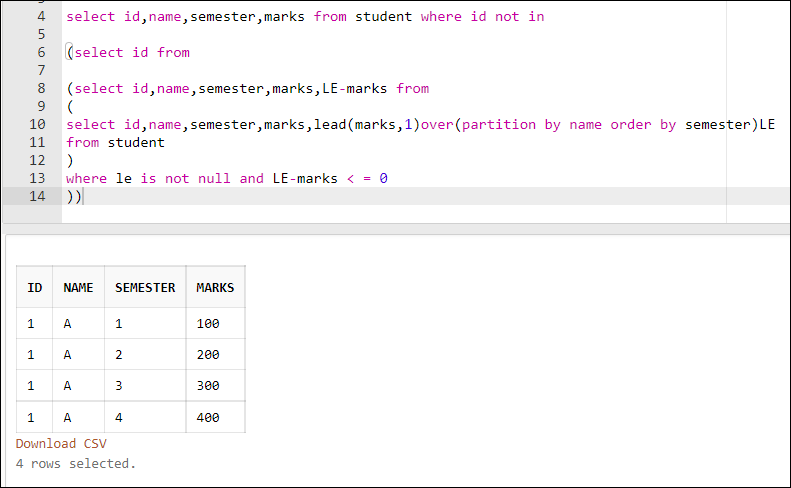 4 select id,name,semester,marks from student where id not in
5
6 (select id from
7
8 (select id,name,semester,marks,LE-marks from
9 (
10 select id,name,semester,marks,lead(marks,1)over(partition by name order by semester)LE
11 from student
12 )
13 where le is not null and LE-marks < = 0
14 ))
ID NAME SEMESTER MARKS
1 A 1 100
1 A 2 200
1 A 3 300
1 A 4 400
Download CSV
4 rows selected.